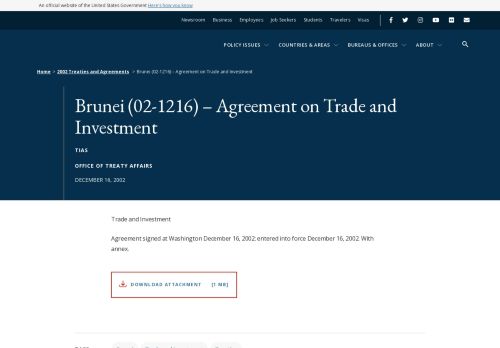 An official website of the United States Government Here's how you know
Newsroom Business Employees Job Seekers Students Travelers Visas
POLICY ISSUES COUNTRIES & AREAS BUREAUS & OFFICES ABOUT
Home > 2002 Treaties and Agreements > Brunei (02-1216) – Agreement on Trade and Investment
Brunei (02-1216) – Agreement on Trade and
Investment
TIAS
OFFICE OF TREATY AFFAIRS
DECEMBER 16, 2002
Trade and Investment
Agreement signed at Washington December 16, 2002; entered into force December 16, 2002. With
annex.
DOWNLOAD ATTACHMENT [1 MB]